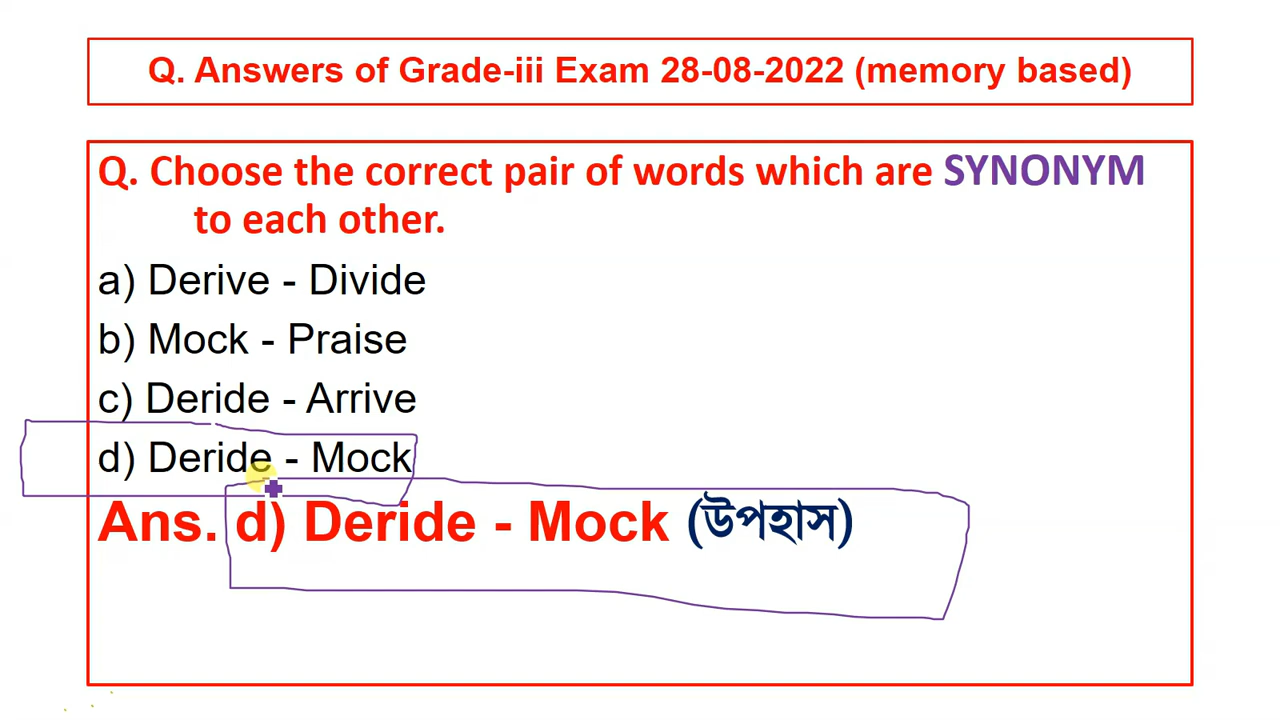 Q. Answers of Grade-iii Exam 28-08-2022 (memory based)
Q. Choose the correct pair of words which are SYNONYM
to each other.
a) Derive - Divide
b) Mock - Praise
c) Deride - Arrive
d) Deride - Mock
Ans. d) Deride - Mock (উপহাস)